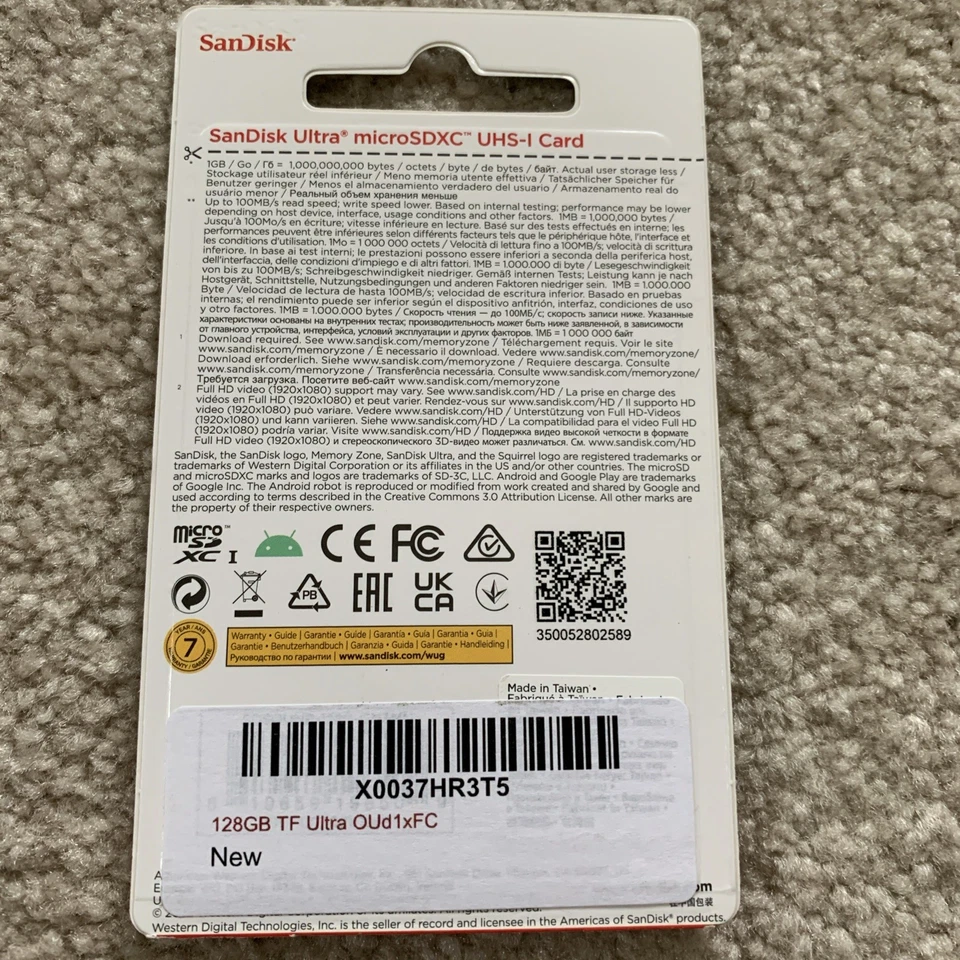 SanDisk®
SanDisk Ultra® microSDXC™ UHS-I Card
1GB / Go / Гб = 1,000,000,000 bytes / octets / byte / de bytes / байт. Actual user storage less /
Stockage utilisateur réel inférieur / Meno memoria utente effettiva / Tatsächlicher Speicher für
Benutzer geringer / Menos el almacenamiento verdadero del usuario / Armazenamento real do
usuário menor / Реальный объем хранения меньше
** Up to 100MB/s read speed; write speed lower. Based on internal testing; performance may be lower
depending on host device, interface, usage conditions and other factors. 1MB = 1,000,000 bytes /
Jusqu'à 100Mo/s en écriture; vitesse inférieure en lecture. Basé sur des tests effectués en interne; les
performances peuvent être inférieures selon différents facteurs tels que le périphérique hôte, l'interface et
les conditions d'utilisation. 1Mo = 1 000 000 octets / Velocità di lettura fino a 100MB/s; velocità di scrittura
inferiore. In base ai test interni; le prestazioni possono essere inferiori a seconda della periferica host,
dell'interfaccia, delle condizioni d'impiego e di altri fattori. 1MB = 1.000.000 di byte / Lesegeschwindigkeit
von bis zu 100MB/s; Schreibgeschwindigkeit niedriger. Gemäß internen Tests; Leistung kann je nach
Hostgerät, Schnittstelle, Nutzungsbedingungen und anderen Faktoren niedriger sein. 1MB = 1.000.000
Byte / Velocidad de lectura de hasta 100MB/s; velocidad de escritura inferior. Basado en pruebas
internas; el rendimiento puede ser inferior según el dispositivo anfitrión, interfaz, condiciones de uso
y otro factores. 1MB = 1.000.000 bytes / Скорость чтения — до 100МБ/с; скорость записи ниже. Указанные
характеристики основаны на внутренних тестах; производительность может быть ниже заявленной, в зависимости
от главного устройства, интерфейса, условий эксплуатации и других факторов. 1МБ = 1 000 000 байт
1 Download required. See www.sandisk.com/memoryzone / Téléchargement requis. Voir le site
www.sandisk.com/memoryzone / È necessario il download. Vedere www.sandisk.com/memoryzone/
Download erforderlich. Siehe www.sandisk.com/memoryzone / Requiere descarga. Consulte
www.sandisk.com/memoryzone / Transferência necessária. Consulte www.sandisk.com/memoryzone/
Требуется загрузка. Посетите веб-сайт www.sandisk.com/memoryzone
2 Full HD video (1920x1080) support may vary. See www.sandisk.com/HD / La prise en charge des
vidéos en Full HD (1920x1080) et peut varier. Rendez-vous sur www.sandisk.com/HD / Il supporto HD
(1920x1080) può variare. Vedere www.sandisk.com/HD / Unterstützung von Full HD-Videos
(1920x1080) und kann variieren. Siehe www.sandisk.com/HD / La compatibilidad para el video Full HD
(1920x1080) podría variar. Visite www.sandisk.com/HD / Поддержка видео высокой четкости в формате
Full HD video (1920x1080) и стереоскопического 3D-видео может различаться. См. www.sandisk.com/HD
SanDisk, the SanDisk logo, Memory Zone, SanDisk Ultra, and the Squirrel logo are registered trademarks or
trademarks of Western Digital Corporation or its affiliates in the US and/or other countries. The microSD
and microSDXC marks and logos are trademarks of SD-3C, LLC. Android and Google Play are trademarks
of Google Inc. The Android robot is reproduced or modified from work created and shared by Google and
used according to terms described in the Creative Commons 3.0 Attribution License. All other marks are
the property of their respective owners.
micro SD XC™ I CE FC
PB EAC UK CA
350052802589
YEAR / ANS 7 WARRANTY / GARANTIE
Warranty • Guide | Garantie • Guide | Garantía • Guía | Garantia • Guia |
Garantie • Benutzerhandbuch | Garanzia • Guida | Garantie • Handleiding |
Руководство по гарантии | www.sandisk.com/wug
Made in Taiwan •
X0037HR3T5
128GB TF Ultra OUd1xFC
New
Western Digital Technologies, Inc. is the seller of record and licensee in the Americas of SanDisk® products.